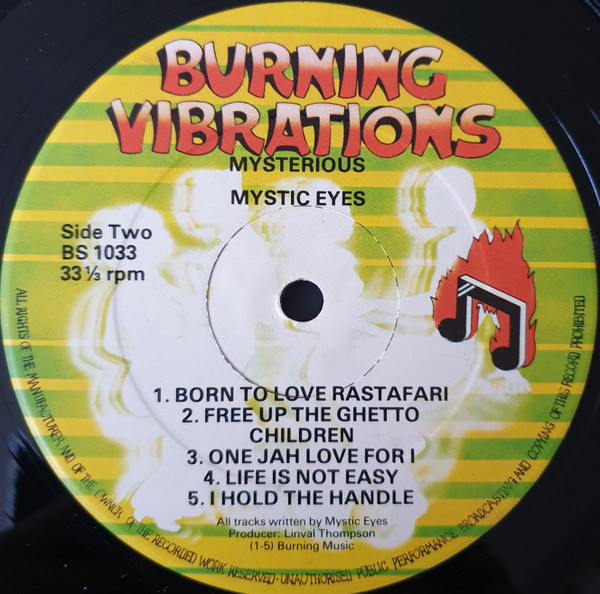 BURNING
VIBRATIONS
MYSTERIOUS
MYSTIC EYES
Side Two
BS 1033
33 ⅓ rpm
1. BORN TO LOVE RASTAFARI
2. FREE UP THE GHETTO
CHILDREN
3. ONE JAH LOVE FOR I
4. LIFE IS NOT EASY
5. I HOLD THE HANDLE
All tracks written by Mystic Eyes
Producer: Linval Thompson
(1-5) Burning Music
ALL RIGHTS OF THE MANUFACTURER AND OF THE OWNER OF THE RECORDED WORK RESERVED · UNAUTHORISED PUBLIC PERFORMANCE BROADCASTING AND COPYING OF THIS RECORD PROHIBITED